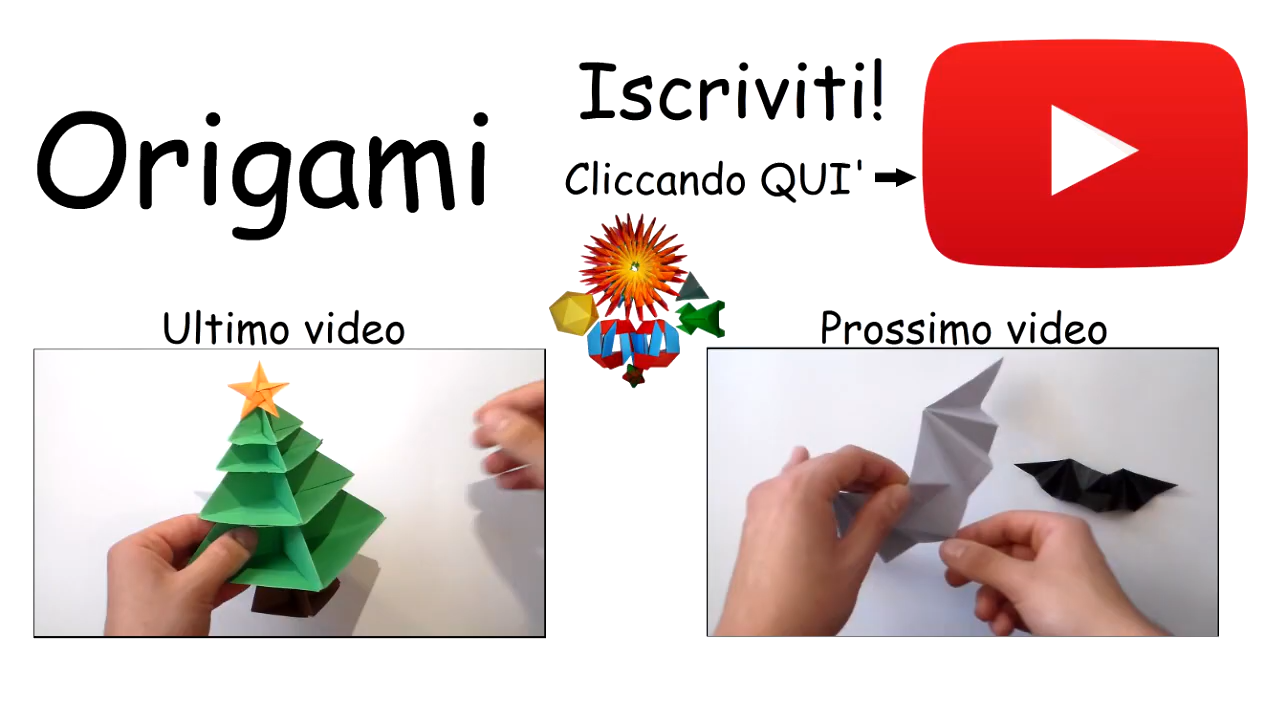 Origami
Iscriviti!
Cliccando QUI'
Ultimo video
Prossimo video